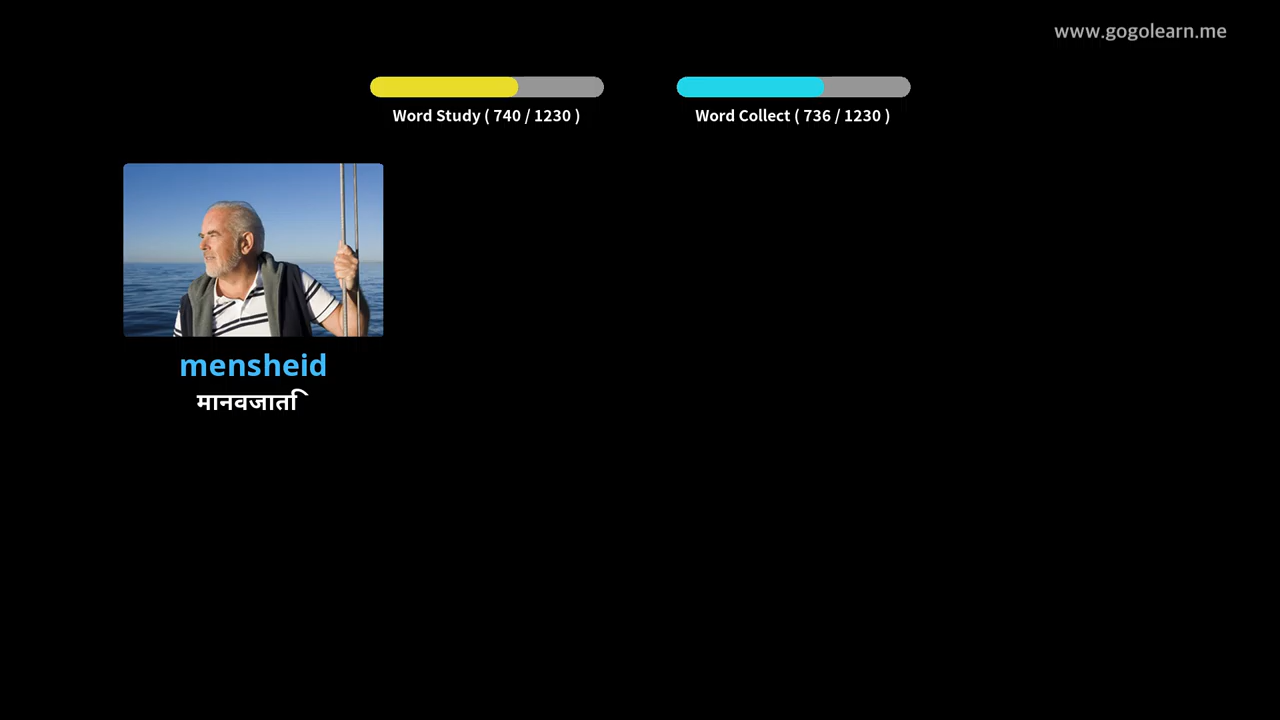 www.gogolearn.me
Word Study ( 740 / 1230 )
Word Collect ( 736 / 1230 )
mensheid
मानवजाति